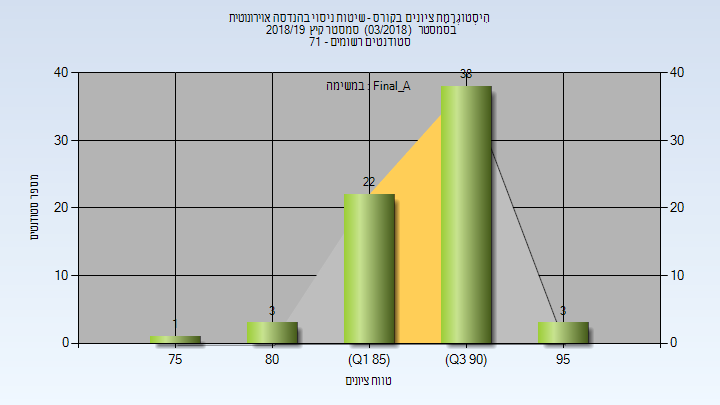 היסטוגרמת ציונים בקורס - שיטות ניסוי בהנדסה אוירונוטית
בסמסטר (03/2018) סמסטר קיץ 2018/19
סטודנטים רשומים - 71
במשימה : Final_A
40 40
30 30
20 20
10 10
0 0
מספר סטודנטים
1
3
22
38
3
75 80 (Q1 85) (Q3 90) 95
טווח ציונים